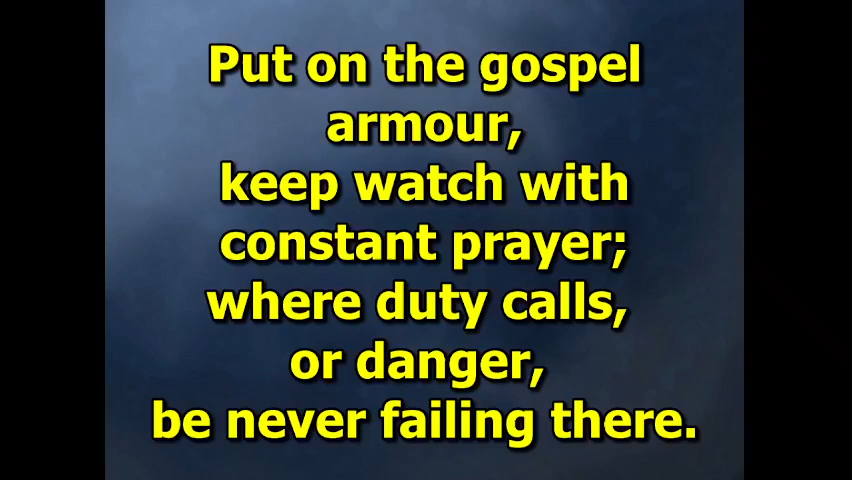 Put on the gospel
armour,
keep watch with
constant prayer;
where duty calls,
or danger,
be never failing there.